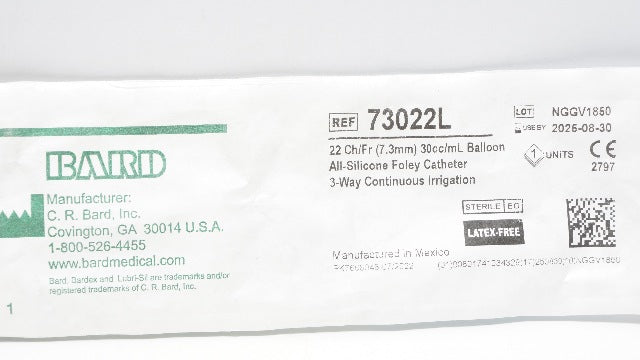 BARD
Manufacturer:
C. R. Bard, Inc.
Covington, GA 30014 U.S.A.
1-800-526-4455
www.bardmedical.com
Bard, Bardex and Lubri-Sil are trademarks and/or
registered trademarks of C. R. Bard, Inc.
1
REF 73022L
22 Ch/Fr (7.3mm) 30cc/mL Balloon
All-Silicone Foley Catheter
3-Way Continuous Irrigation
LOT NGGV1850
USE BY 2025-08-30
1 UNITS CE
2797
STERILE EO
LATEX-FREE
Manufactured in Mexico